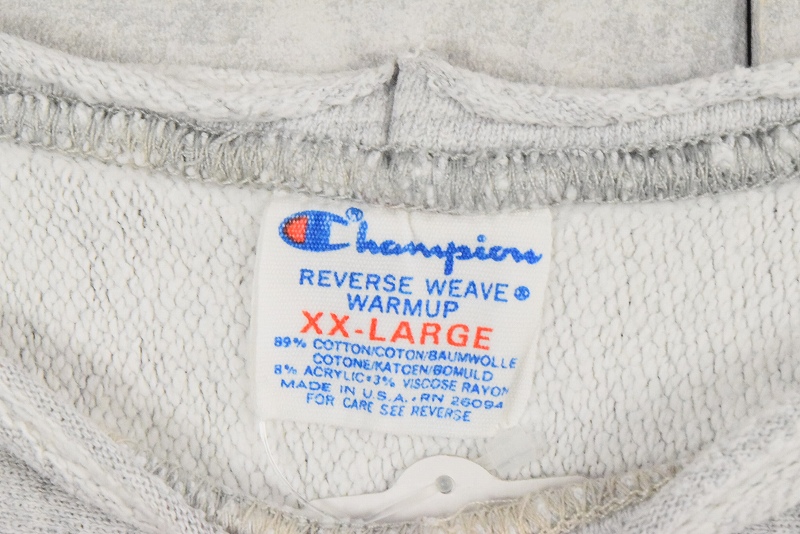 Champion®
REVERSE WEAVE®
WARMUP
XX-LARGE
89% COTTON/COTON/BAUMWOLLE
COTONE/KATOEN/BOMULD
8% ACRYLIC•3% VISCOSE RAYON
MADE IN U.S.A.•RN 26094
FOR CARE SEE REVERSE